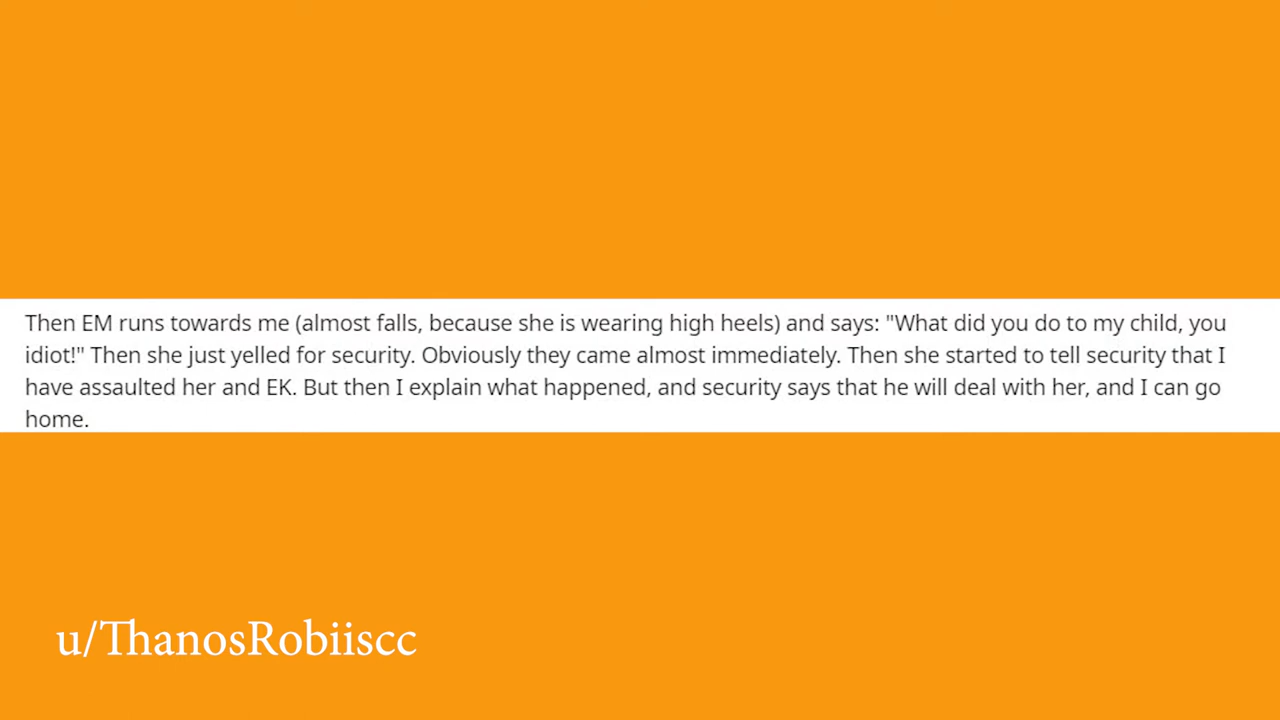 Then EM runs towards me (almost falls, because she is wearing high heels) and says: "What did you do to my child, you
idiot!" Then she just yelled for security. Obviously they came almost immediately. Then she started to tell security that I
have assaulted her and EK. But then I explain what happened, and security says that he will deal with her, and I can go
home.
u/ThanosRobiiscc